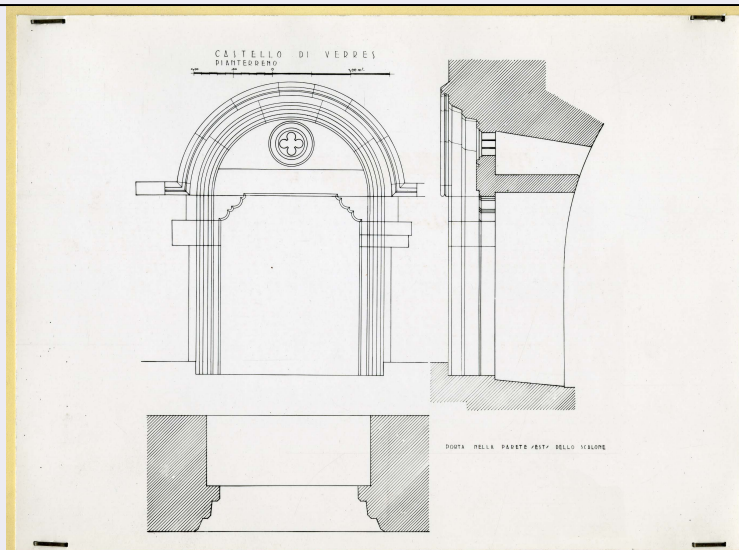 CASTELLO DI VERRES
PIANTERRENO
PORTA NELLA PARETE «EST» DELLO SCALONE